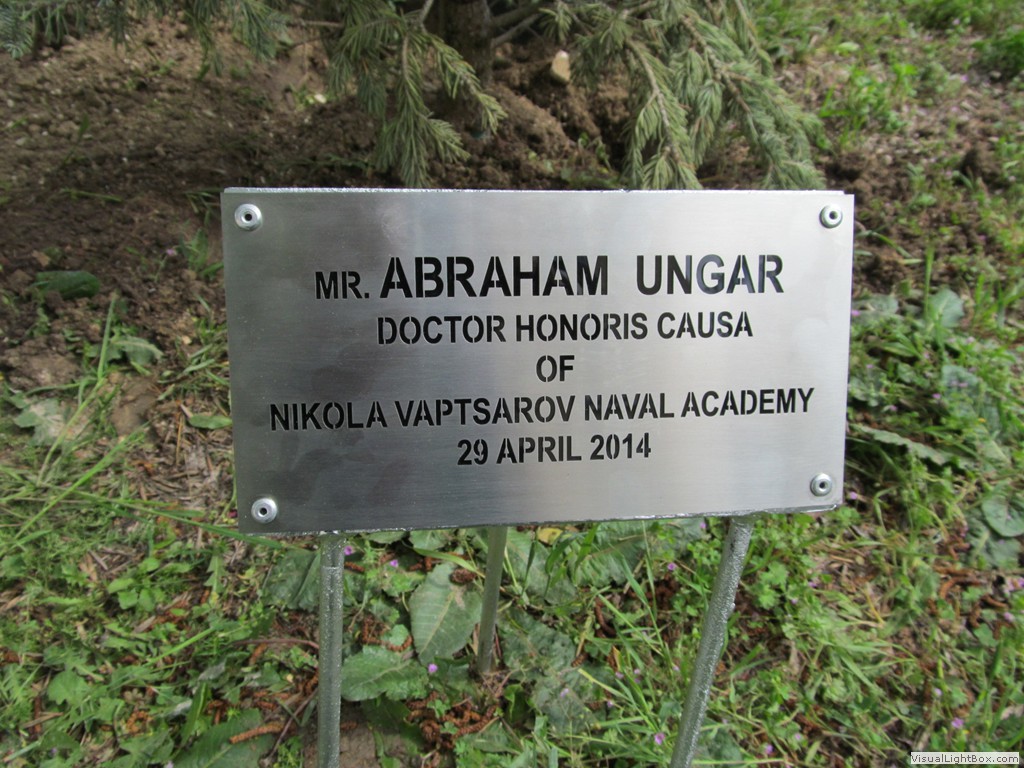 MR. ABRAHAM UNGAR
DOCTOR HONORIS CAUSA
OF
NIKOLA VAPTSAROV NAVAL ACADEMY
29 APRIL 2014
VisualLightBox.com